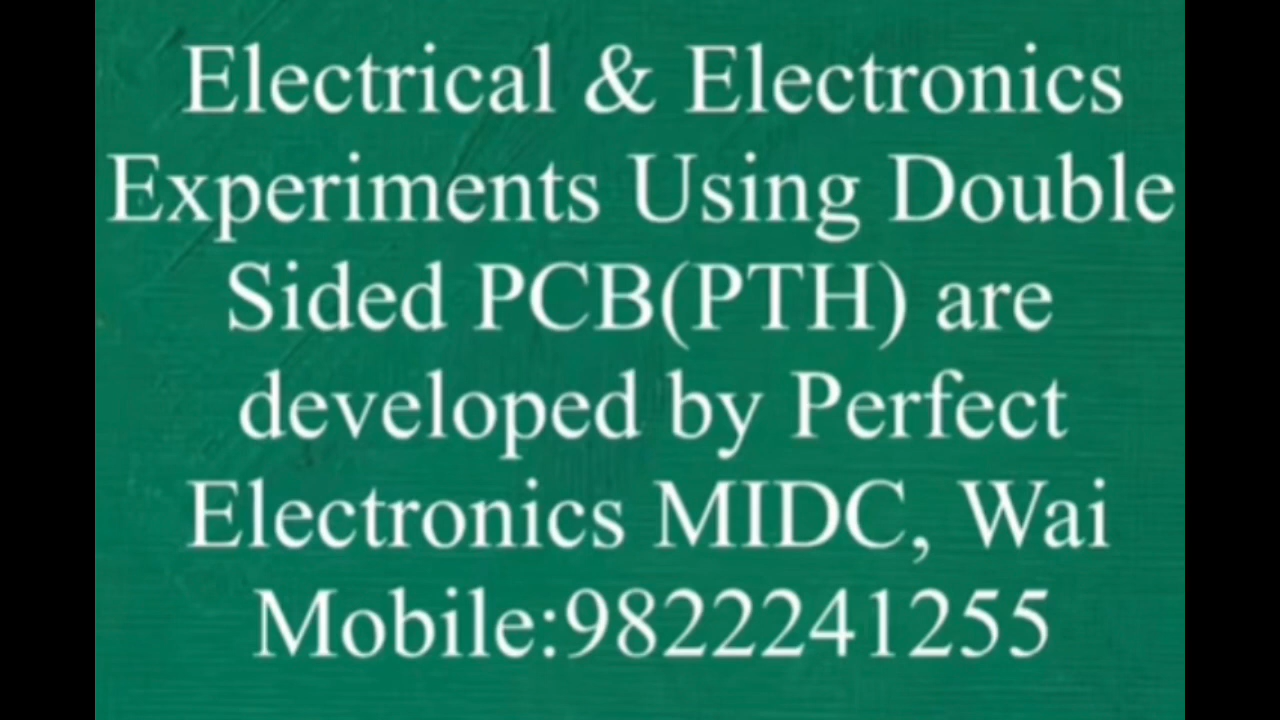 Electrical & Electronics
Experiments Using Double
Sided PCB(PTH) are
developed by Perfect
Electronics MIDC, Wai
Mobile:9822241255